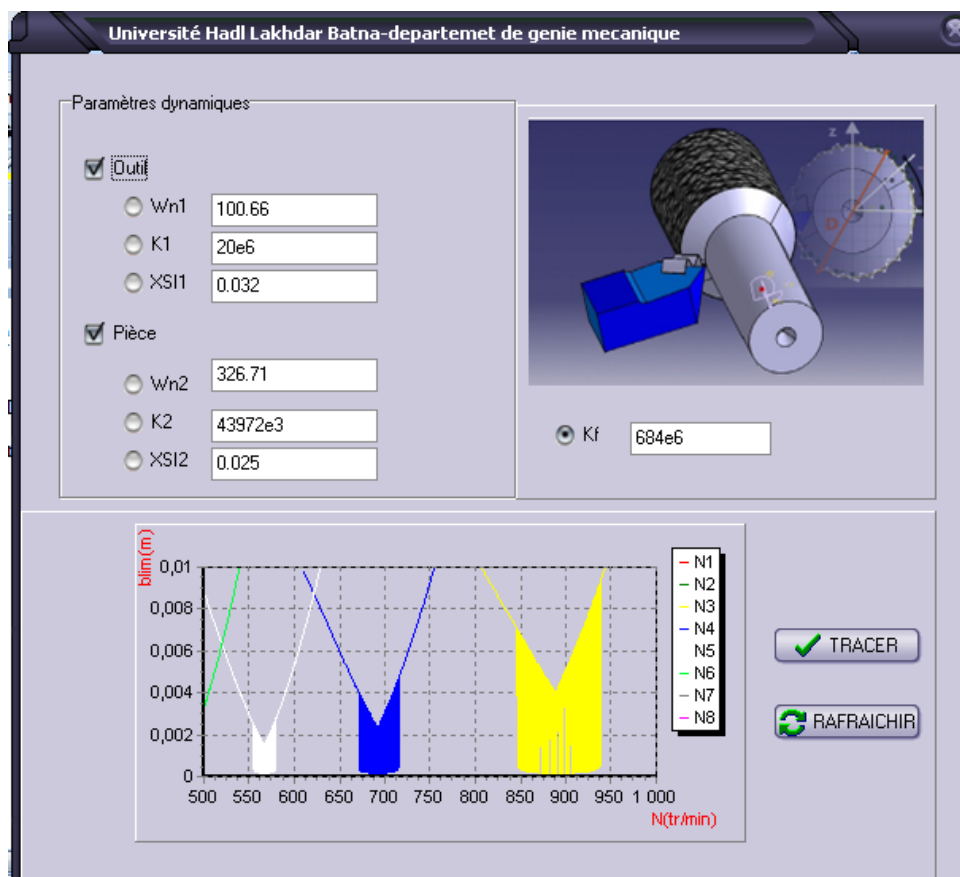 Université Hadl Lakhdar Batna-departemet de genie mecanique
Paramètres dynamiques
Outil
Wn1 100.66
K1 20e6
XSI1 0.032
Pièce
Wn2 326.71
K2 43972e3
XSI2 0.025
z
D
Kf 684e6
blim(m)
0,01
0,008
0,006
0,004
0,002
0
500 550 600 650 700 750 800 850 900 950 1 000
N(tr/min)
N1
N2
N3
N4
N5
N6
N7
N8
TRACER
RAFRAICHIR